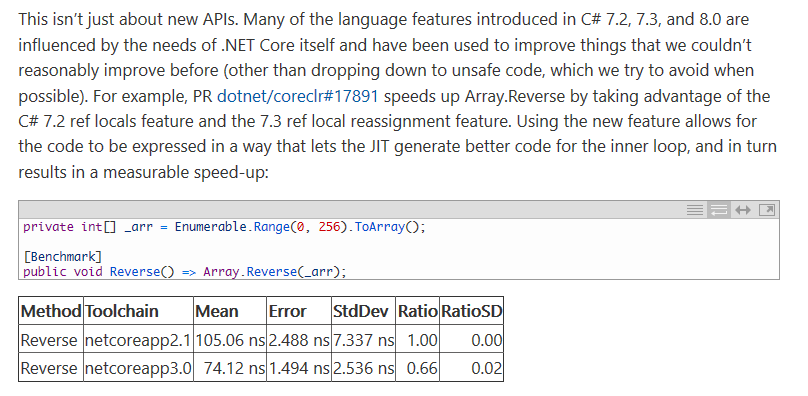 This isn’t just about new APIs. Many of the language features introduced in C# 7.2, 7.3, and 8.0 are
influenced by the needs of .NET Core itself and have been used to improve things that we couldn’t
reasonably improve before (other than dropping down to unsafe code, which we try to avoid when
possible). For example, PR dotnet/coreclr#17891 speeds up Array.Reverse by taking advantage of the
C# 7.2 ref locals feature and the 7.3 ref local reassignment feature. Using the new feature allows for
the code to be expressed in a way that lets the JIT generate better code for the inner loop, and in turn
results in a measurable speed-up:
private int[] _arr = Enumerable.Range(0, 256).ToArray();
[Benchmark]
public void Reverse() => Array.Reverse(_arr);
Method Toolchain Mean Error StdDev Ratio RatioSD
Reverse netcoreapp2.1 105.06 ns 2.488 ns 7.337 ns 1.00 0.00
Reverse netcoreapp3.0 74.12 ns 1.494 ns 2.536 ns 0.66 0.02